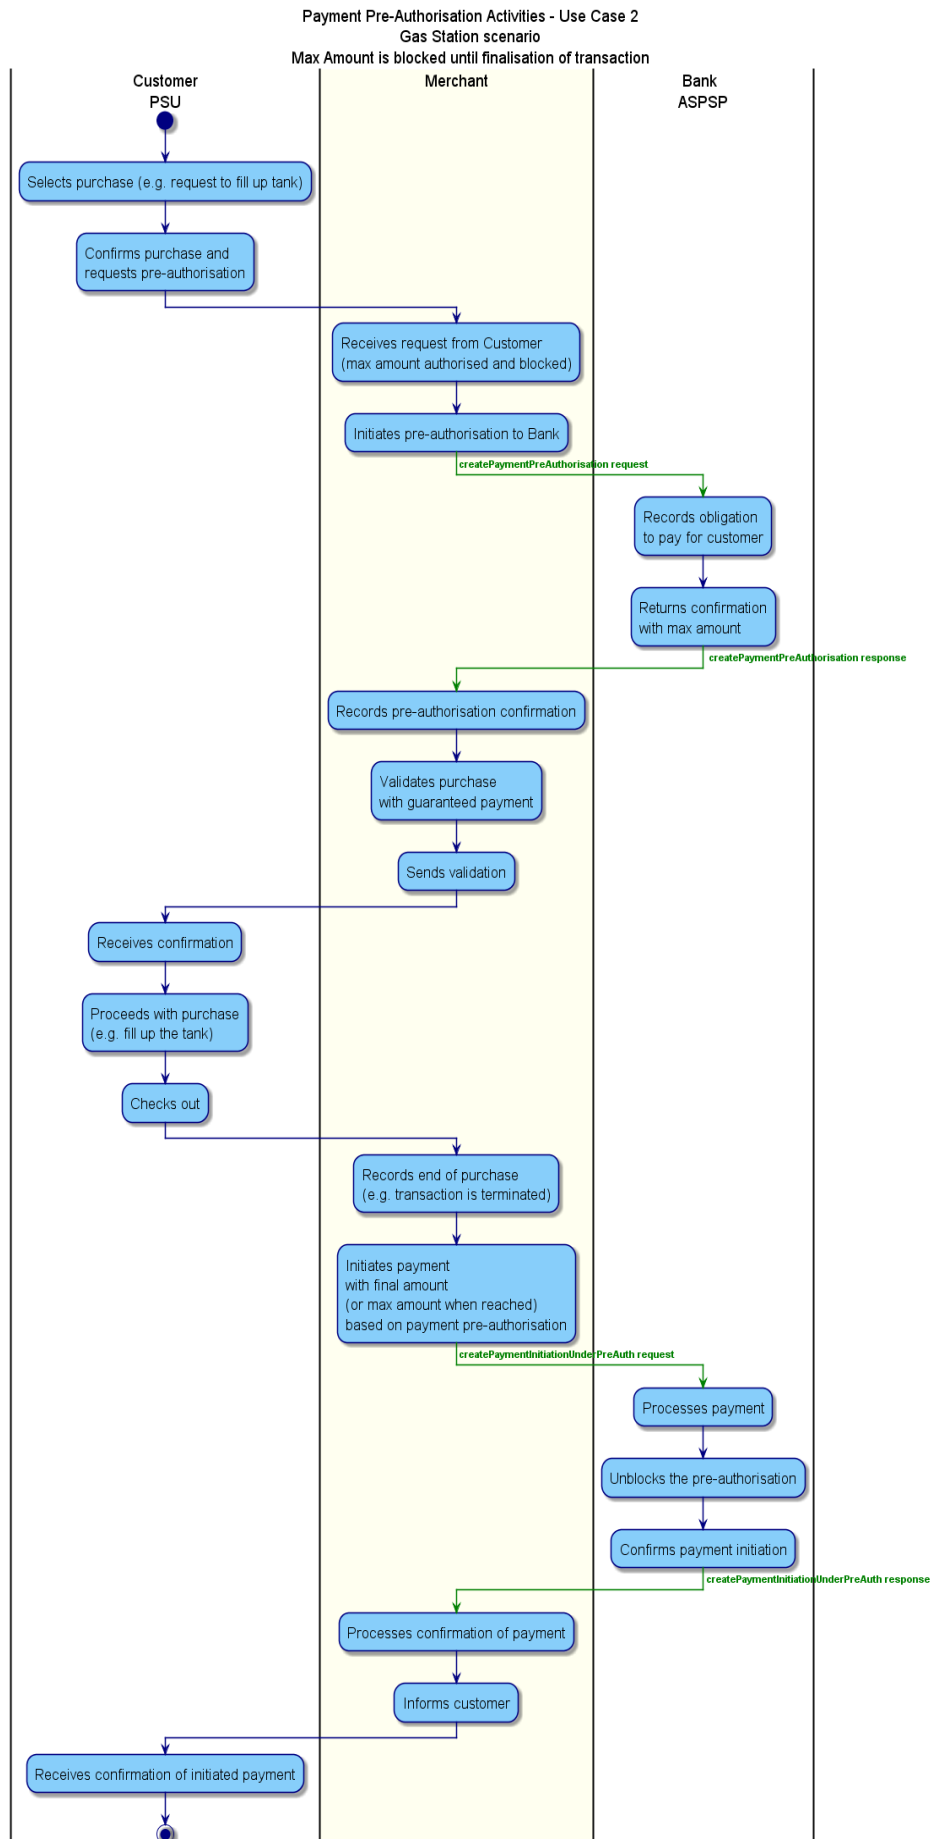 Payment Pre-Authorisation Activities - Use Case 2
Gas Station scenario
Max Amount is blocked until finalisation of transaction
Customer
PSU
Merchant
Bank
ASPSP
Selects purchase (e.g. request to fill up tank)
Confirms purchase and
requests pre-authorisation
Receives request from Customer
(max amount authorised and blocked)
Initiates pre-authorisation to Bank
createPaymentPreAuthorisation request
Records obligation
to pay for customer
Returns confirmation
with max amount
createPaymentPreAuthorisation response
Records pre-authorisation confirmation
Validates purchase
with guaranteed payment
Sends validation
Receives confirmation
Proceeds with purchase
(e.g. fill up the tank)
Checks out
Records end of purchase
(e.g. transaction is terminated)
Initiates payment
with final amount
(or max amount when reached)
based on payment pre-authorisation
createPaymentInitiationUnderPreAuth request
Processes payment
Unblocks the pre-authorisation
Confirms payment initiation
createPaymentInitiationUnderPreAuth response
Processes confirmation of payment
Informs customer
Receives confirmation of initiated payment